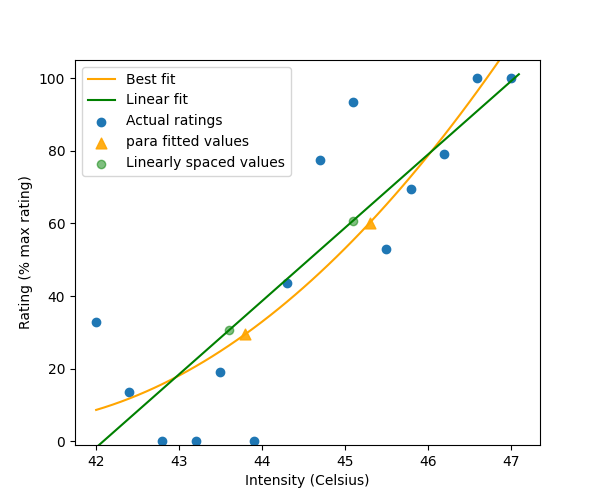 Best fit
Linear fit
Actual ratings
para fitted values
Linearly spaced values
100
80
60
40
20
0
Rating (% max rating)
42 43 44 45 46 47
Intensity (Celsius)